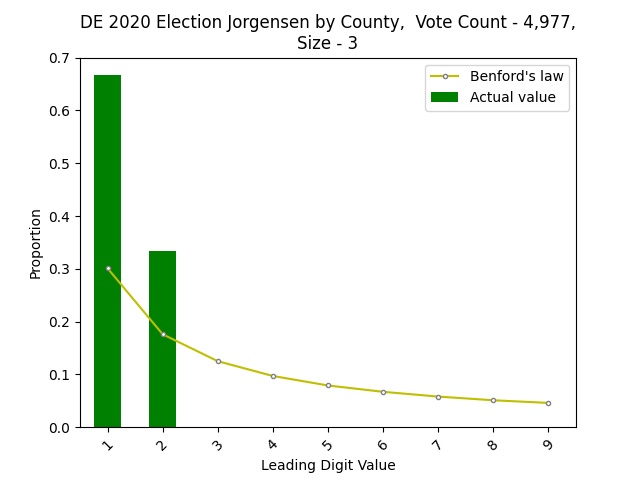 DE 2020 Election Jorgensen by County,  Vote Count - 4,977,
Size - 3
Benford's law
Actual value
0.7
0.6
0.5
0.4
0.3
0.2
0.1
0.0
Proportion
1 2 3 4 5 6 7 8 9
Leading Digit Value